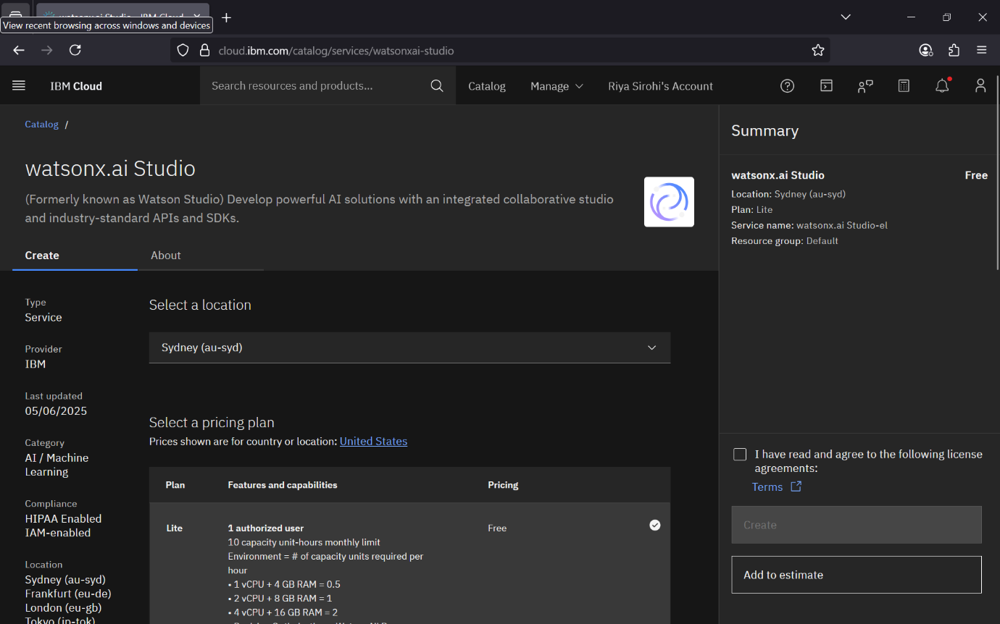 watsonx.ai Studio - IBM Cloud
View recent browsing across windows and devices
cloud.ibm.com/catalog/services/watsonxai-studio
IBM Cloud
Search resources and products...
Catalog
Manage
Riya Sirohi's Account
Catalog /
watsonx.ai Studio
(Formerly known as Watson Studio) Develop powerful AI solutions with an integrated collaborative studio
and industry-standard APIs and SDKs.
Create
About
Type
Service
Provider
IBM
Last updated
05/06/2025
Category
AI / Machine
Learning
Compliance
HIPAA Enabled
IAM-enabled
Location
Sydney (au-syd)
Frankfurt (eu-de)
London (eu-gb)
Tokyo (jp-tok)
Select a location
Sydney (au-syd)
Select a pricing plan
Prices shown are for country or location: United States
Plan
Features and capabilities
Pricing
Lite
1 authorized user
Free
10 capacity unit-hours monthly limit
Environment = # of capacity units required per
hour
• 1 vCPU + 4 GB RAM = 0.5
• 2 vCPU + 8 GB RAM = 1
• 4 vCPU + 16 GB RAM = 2
Summary
watsonx.ai Studio
Free
Location: Sydney (au-syd)
Plan: Lite
Service name: watsonx.ai Studio-el
Resource group: Default
I have read and agree to the following license
agreements:
Terms
Create
Add to estimate